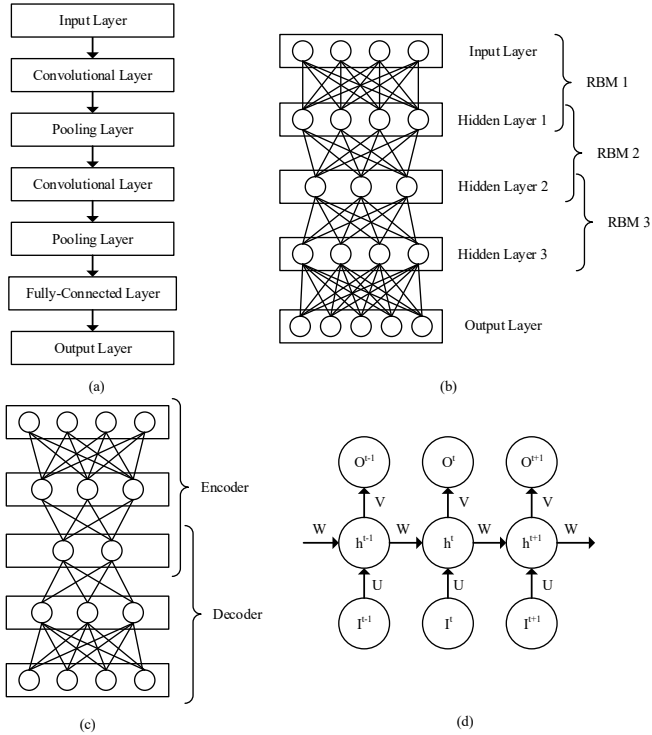 Input Layer
Convolutional Layer
Pooling Layer
Convolutional Layer
Pooling Layer
Fully-Connected Layer
Output Layer
(a)
Input Layer
RBM 1
Hidden Layer 1
RBM 2
Hidden Layer 2
RBM 3
Hidden Layer 3
Output Layer
(b)
Encoder
Decoder
(c)
O^{t-1} O^{t} O^{t+1}
V V V
W W W W
h^{t-1} h^{t} h^{t+1}
U U U
I^{t-1} I^{t} I^{t+1}
(d)